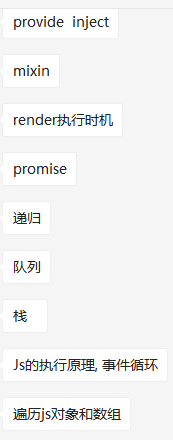 provide inject
mixin
render执行时机
promise
递归
队列
栈
Js的执行原理, 事件循环
遍历js对象和数组